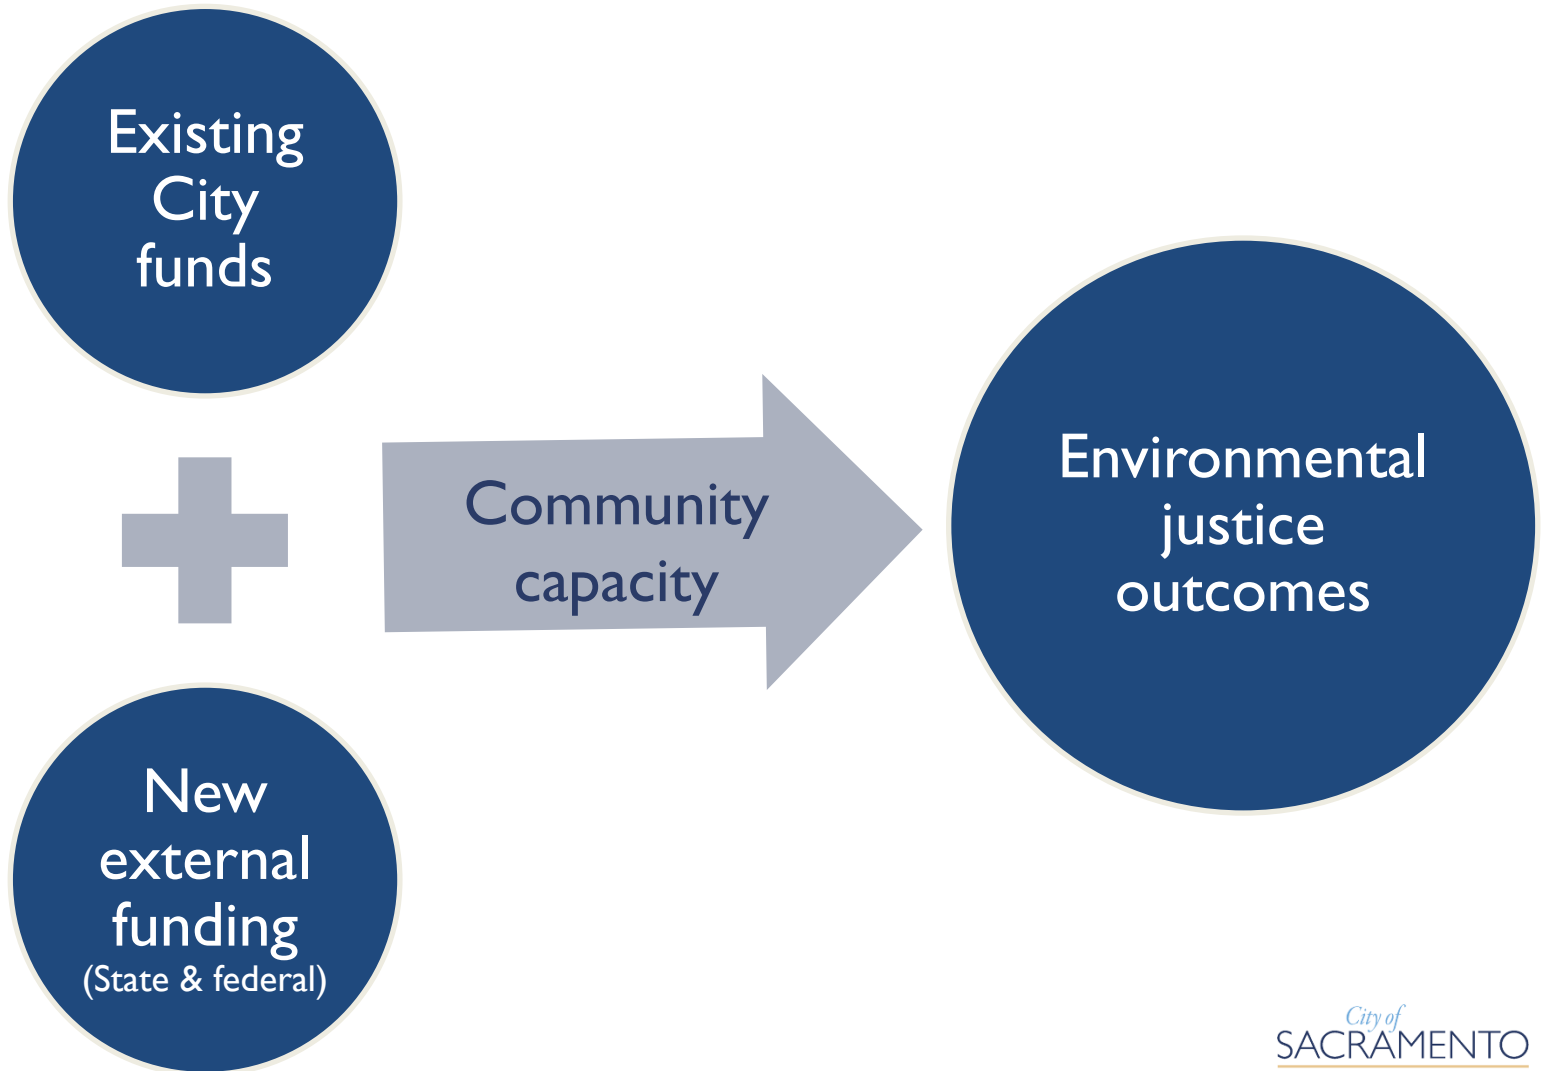 Existing
City
funds
New
external
funding
(State & federal)
Community
capacity
Environmental
justice
outcomes
City of
SACRAMENTO